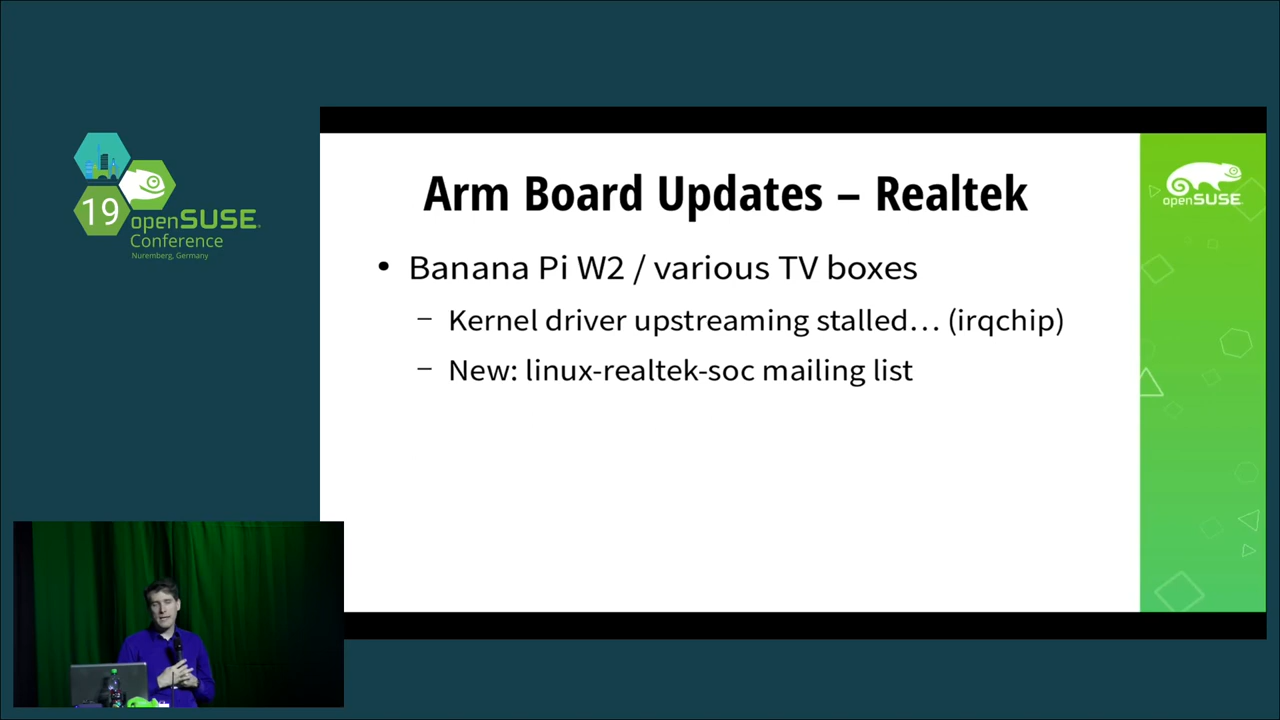 19
openSUSE
Conference
Nuremberg, Germany
Arm Board Updates – Realtek
openSUSE
• Banana Pi W2 / various TV boxes
– Kernel driver upstreaming stalled… (irqchip)
– New: linux-realtek-soc mailing list